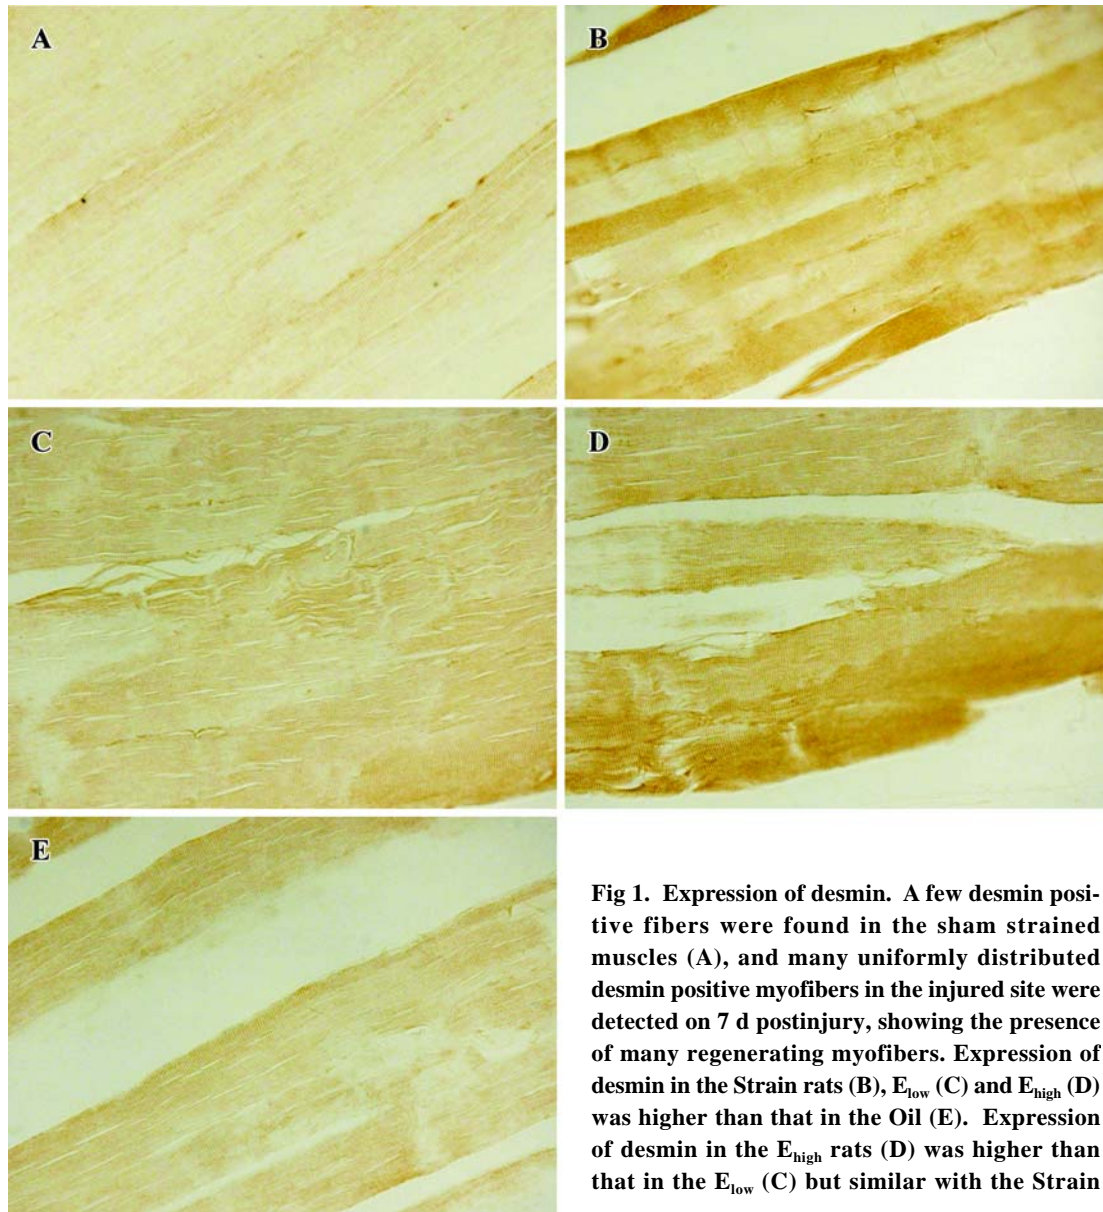 A
B
C
D
E
Fig 1. Expression of desmin. A few desmin posi-
tive fibers were found in the sham strained
muscles (A), and many uniformly distributed
desmin positive myofibers in the injured site were
detected on 7 d postinjury, showing the presence
of many regenerating myofibers. Expression of
desmin in the Strain rats (B), Elow (C) and Ehigh (D)
was higher than that in the Oil (E). Expression
of desmin in the Ehigh rats (D) was higher than
that in the Elow (C) but similar with the Strain